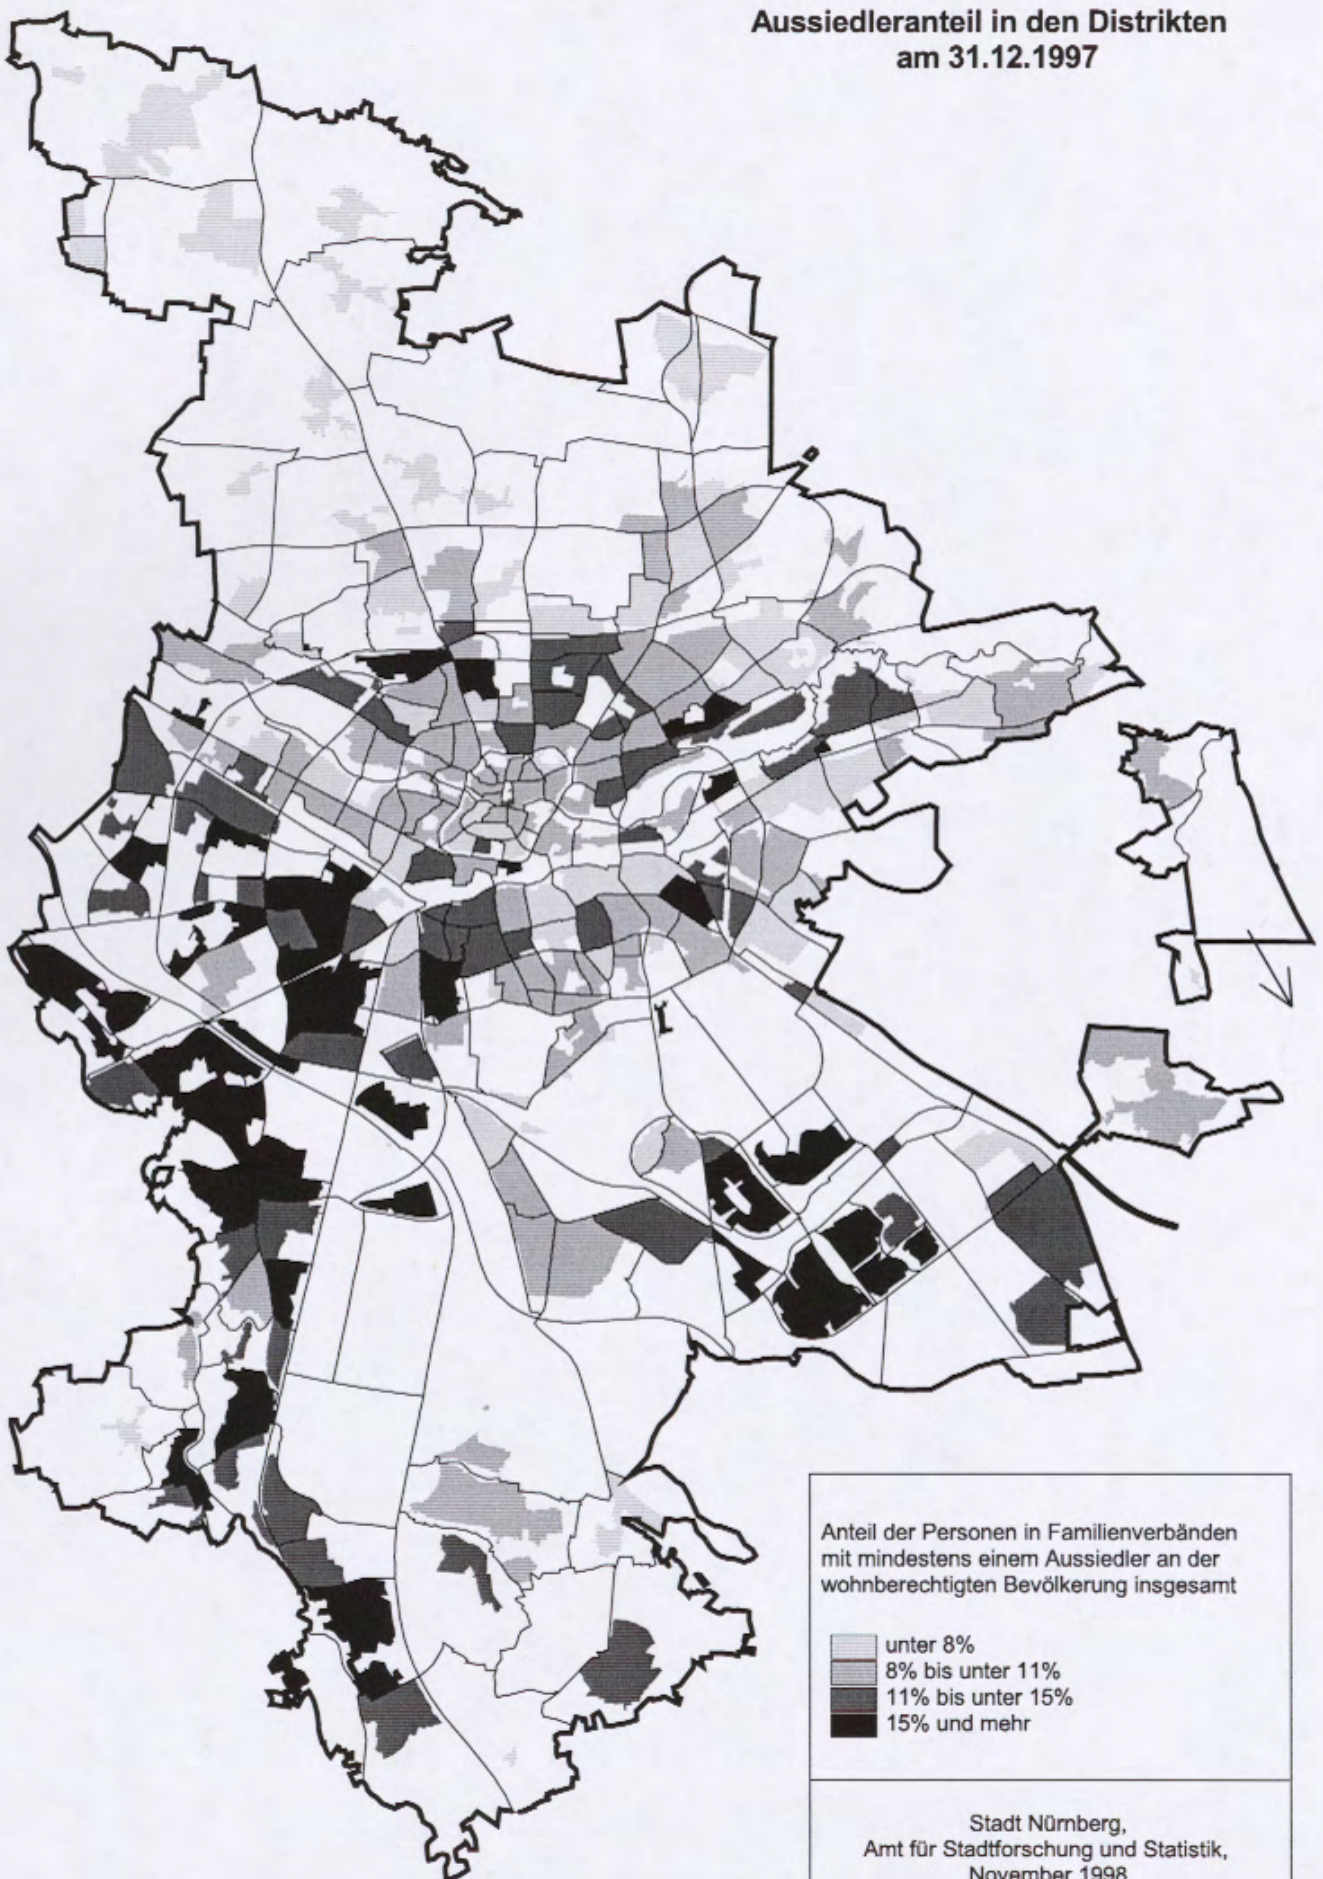 Aussiedleranteil in den Distrikten
am 31.12.1997
Anteil der Personen in Familienverbänden
mit mindestens einem Aussiedler an der
wohnberechtigten Bevölkerung insgesamt
unter 8%
8% bis unter 11%
11% bis unter 15%
15% und mehr
Stadt Nürnberg,
Amt für Stadtforschung und Statistik,
November 1998